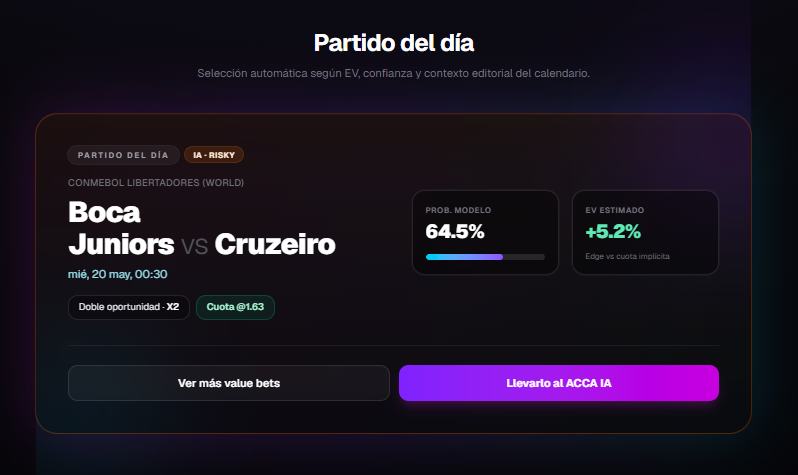 Partido del día
Selección automática según EV, confianza y contexto editorial del calendario.
PARTIDO DEL DÍA
IA · RISKY
CONMEBOL LIBERTADORES (WORLD)
Boca
Juniors VS Cruzeiro
mié, 20 may, 00:30
Doble oportunidad · X2
Cuota @1.63
PROB. MODELO
64.5%
EV ESTIMADO
+5.2%
Edge vs cuota implícita
Ver más value bets
Llevarlo al ACCA IA